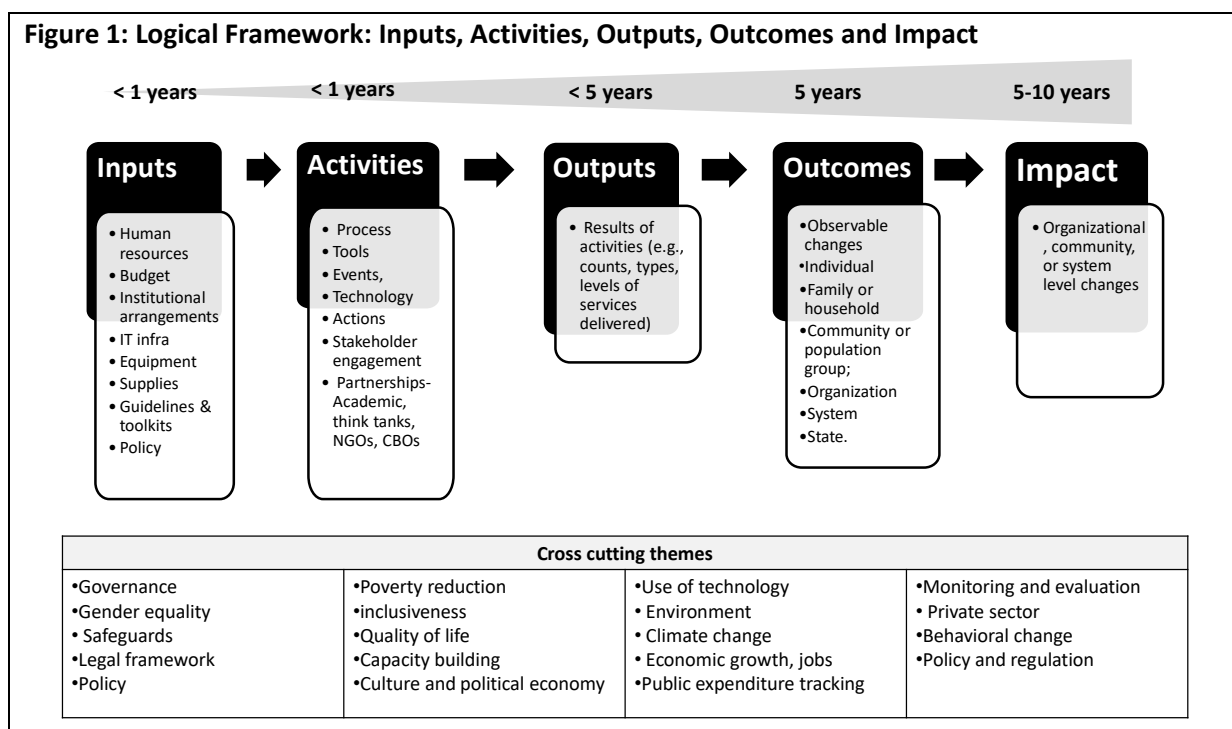 Figure 1: Logical Framework: Inputs, Activities, Outputs, Outcomes and Impact
< 1 years
< 1 years
< 5 years
5 years
5-10 years
Inputs
• Human
resources
• Budget
• Institutional
arrangements
• IT infra
• Equipment
• Supplies
• Guidelines &
toolkits
• Policy
Activities
• Process
• Tools
• Events,
• Technology
• Actions
• Stakeholder
engagement
• Partnerships-
Academic,
think tanks,
NGOs, CBOs
Outputs
• Results of
activities (e.g.,
counts, types,
levels of
services
delivered)
Outcomes
•Observable
changes
•Individual
•Family or
household
•Community or
population
group;
•Organization
•System
•State.
Impact
• Organizational
, community,
or system
level changes
Cross cutting themes
•Governance
•Gender equality
• Safeguards
•Legal framework
•Policy
•Poverty reduction
•inclusiveness
•Quality of life
•Capacity building
•Culture and political economy
•Use of technology
• Environment
• Climate change
• Economic growth, jobs
•Public expenditure tracking
•Monitoring and evaluation
• Private sector
•Behavioral change
•Policy and regulation